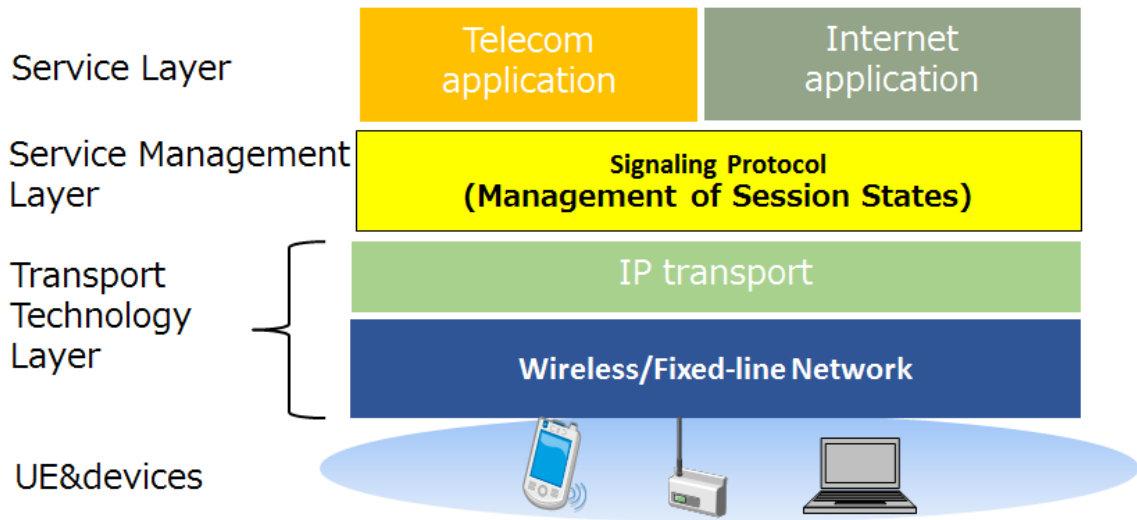 Service Layer
Telecom
application
Internet
application
Service Management
Layer
Signaling Protocol
(Management of Session States)
Transport
Technology
Layer
IP transport
Wireless/Fixed-line Network
UE&devices